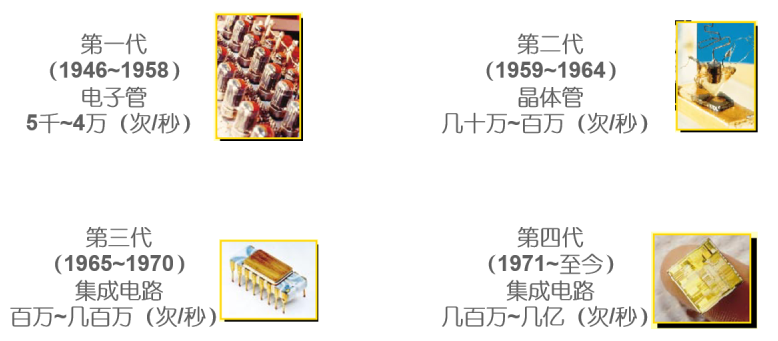 第一代
（1946~1958）
电子管
5千~4万（次/秒）
第二代
（1959~1964）
晶体管
几十万~百万（次/秒）
第三代
（1965~1970）
集成电路
百万~几百万（次/秒）
第四代
（1971~至今）
集成电路
几百万~几亿（次/秒）